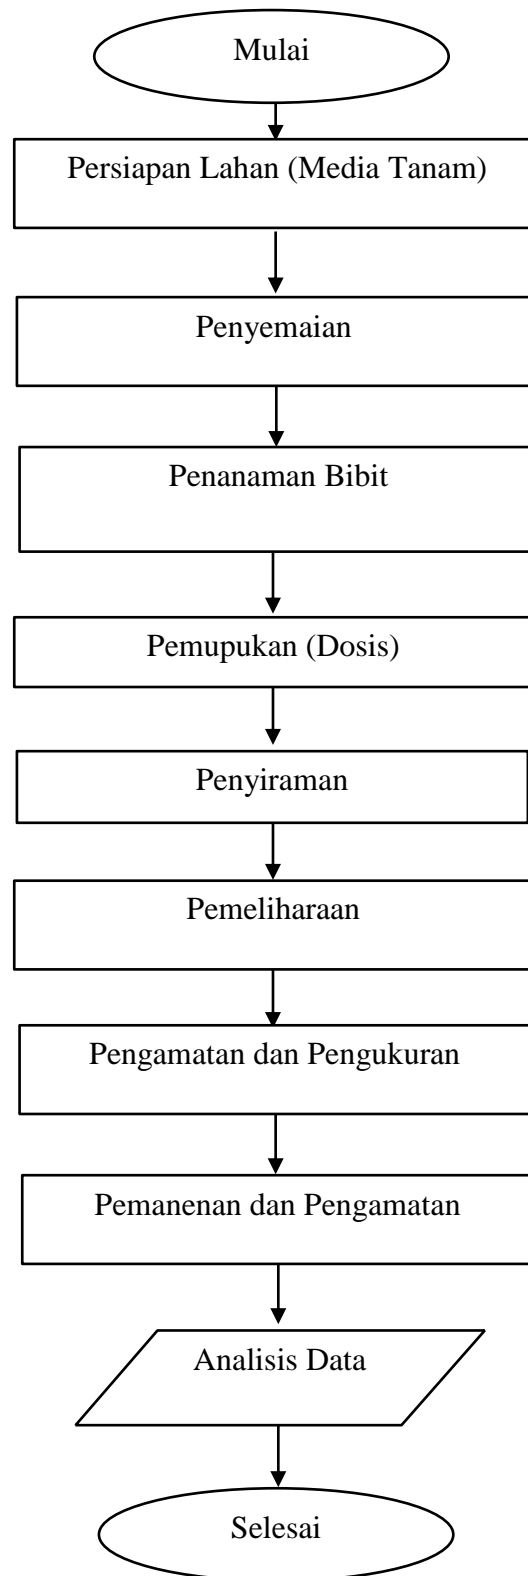 Mulai
Persiapan Lahan (Media Tanam)
Penyemaian
Penanaman Bibit
Pemupukan (Dosis)
Penyiraman
Pemeliharaan
Pengamatan dan Pengukuran
Pemanenan dan Pengamatan
Analisis Data
Selesai